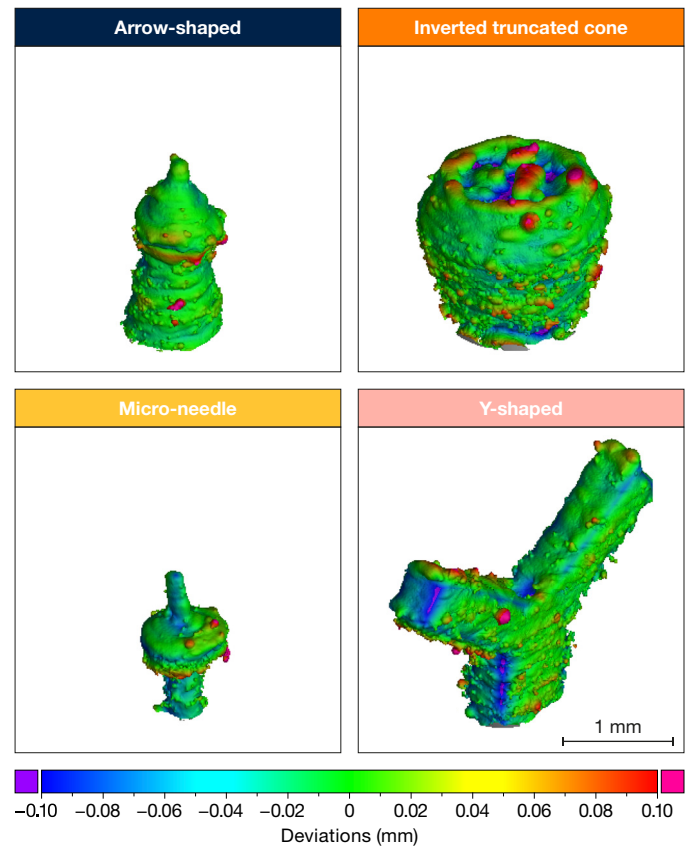 Arrow-shaped
Inverted truncated cone
Micro-needle
Y-shaped
1 mm
−0.10 −0.08 −0.06 −0.04 −0.02 0 0.02 0.04 0.06 0.08 0.10
Deviations (mm)